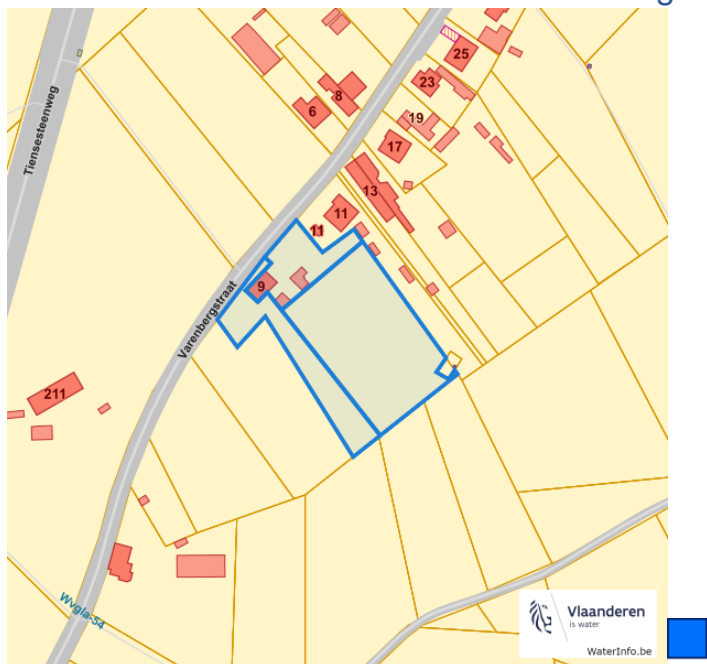 g
25
23
8
6
19
17
Tiensesteenweg
13
11
11
9
Varenbergstraat
211
Wvgla-54
Vlaanderen
is water
WaterInfo.be